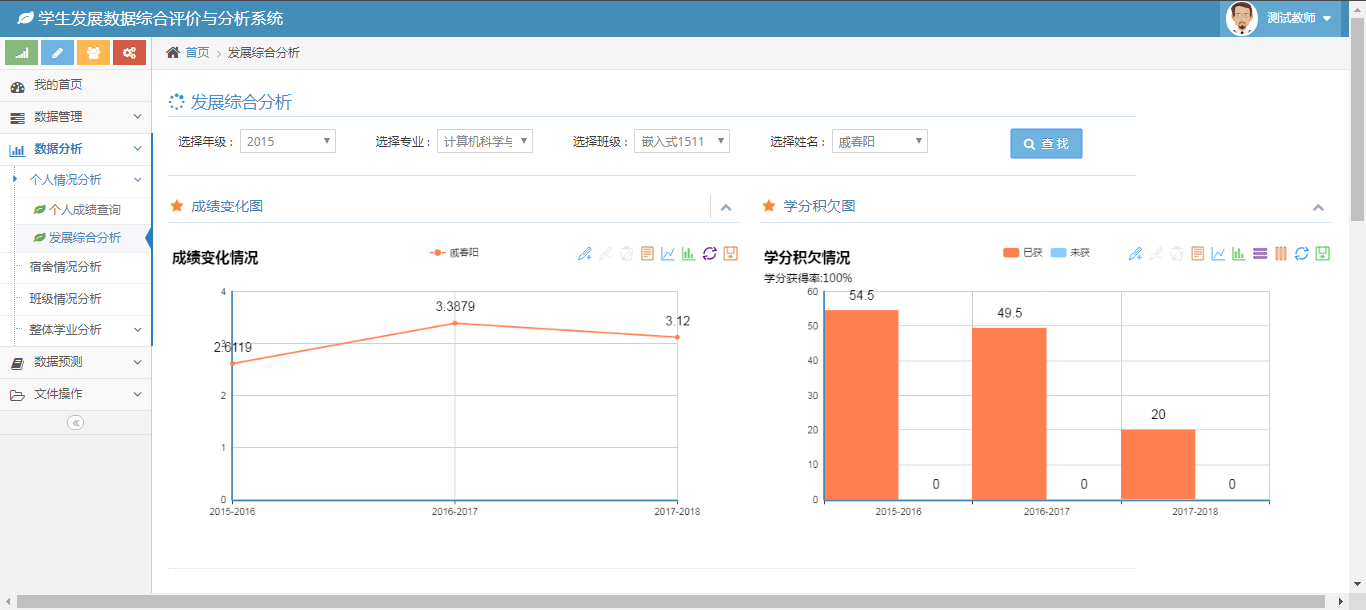 学生发展数据综合评价与分析系统
测试教师
首页 > 发展综合分析
我的首页
数据管理
数据分析
个人情况分析
个人成绩查询
发展综合分析
宿舍情况分析
班级情况分析
整体学业分析
数据预测
文件操作
发展综合分析
选择年级： 2015 选择专业： 计算机科学与 选择班级： 嵌入式1511 选择姓名： 戚春阳 查找
成绩变化图
成绩变化情况
戚春阳
4
3
2
1
0
2.6119
3.3879
3.12
2015-2016 2016-2017 2017-2018
学分积欠图
学分积欠情况
学分获得率:100%
已获 未获
60
50
40
30
20
10
0
54.5
0
49.5
0
20
0
2015-2016 2016-2017 2017-2018